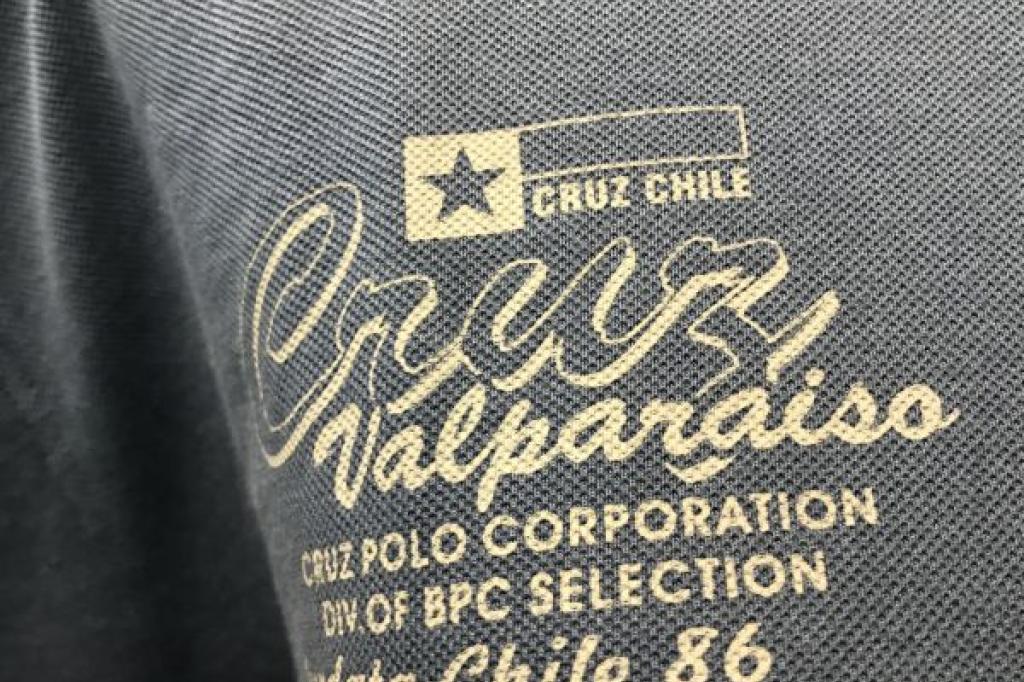 CRUZ CHILE
Cruz
Valparaiso
CRUZ POLO CORPORATION
DIV. OF BPC SELECTION
Chile 86